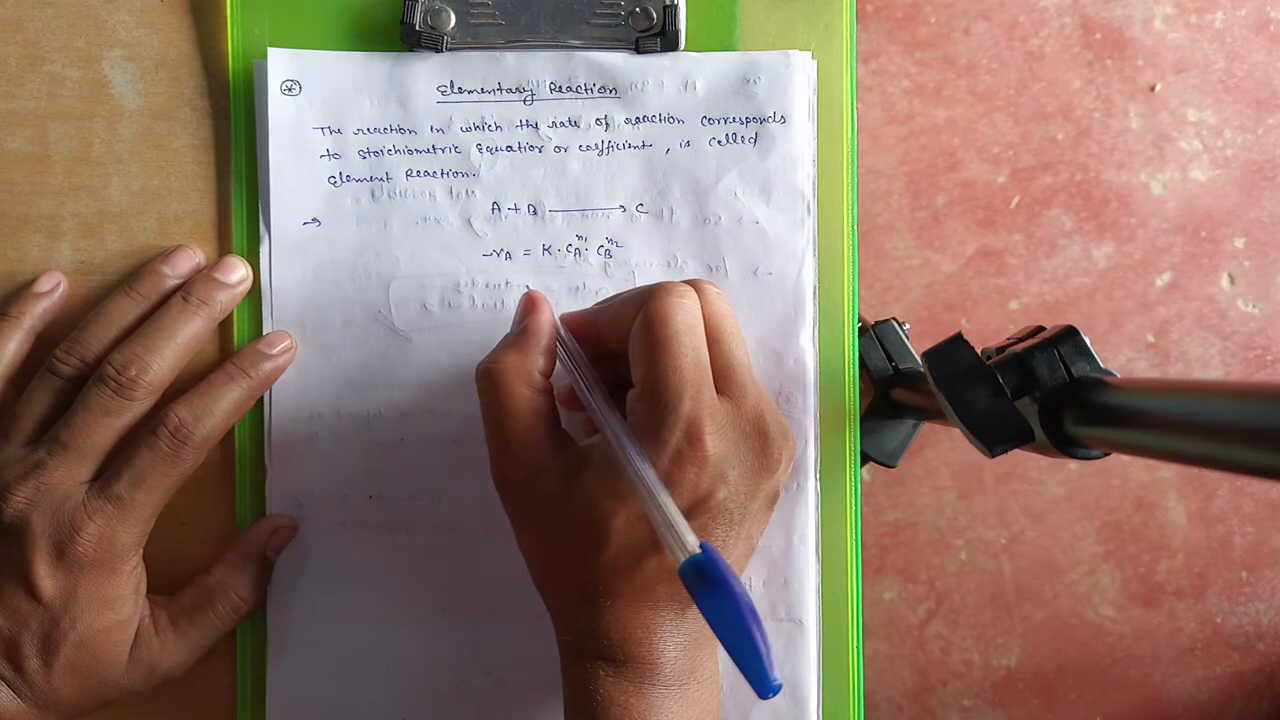 Elementary Reaction
The reaction in which the rate of reaction corresponds
to stoichiometric Equation or coefficient, is called
Element Reaction.
⇒ A + B ⟶ C
-rA = K · CA^n1 · CB^n2